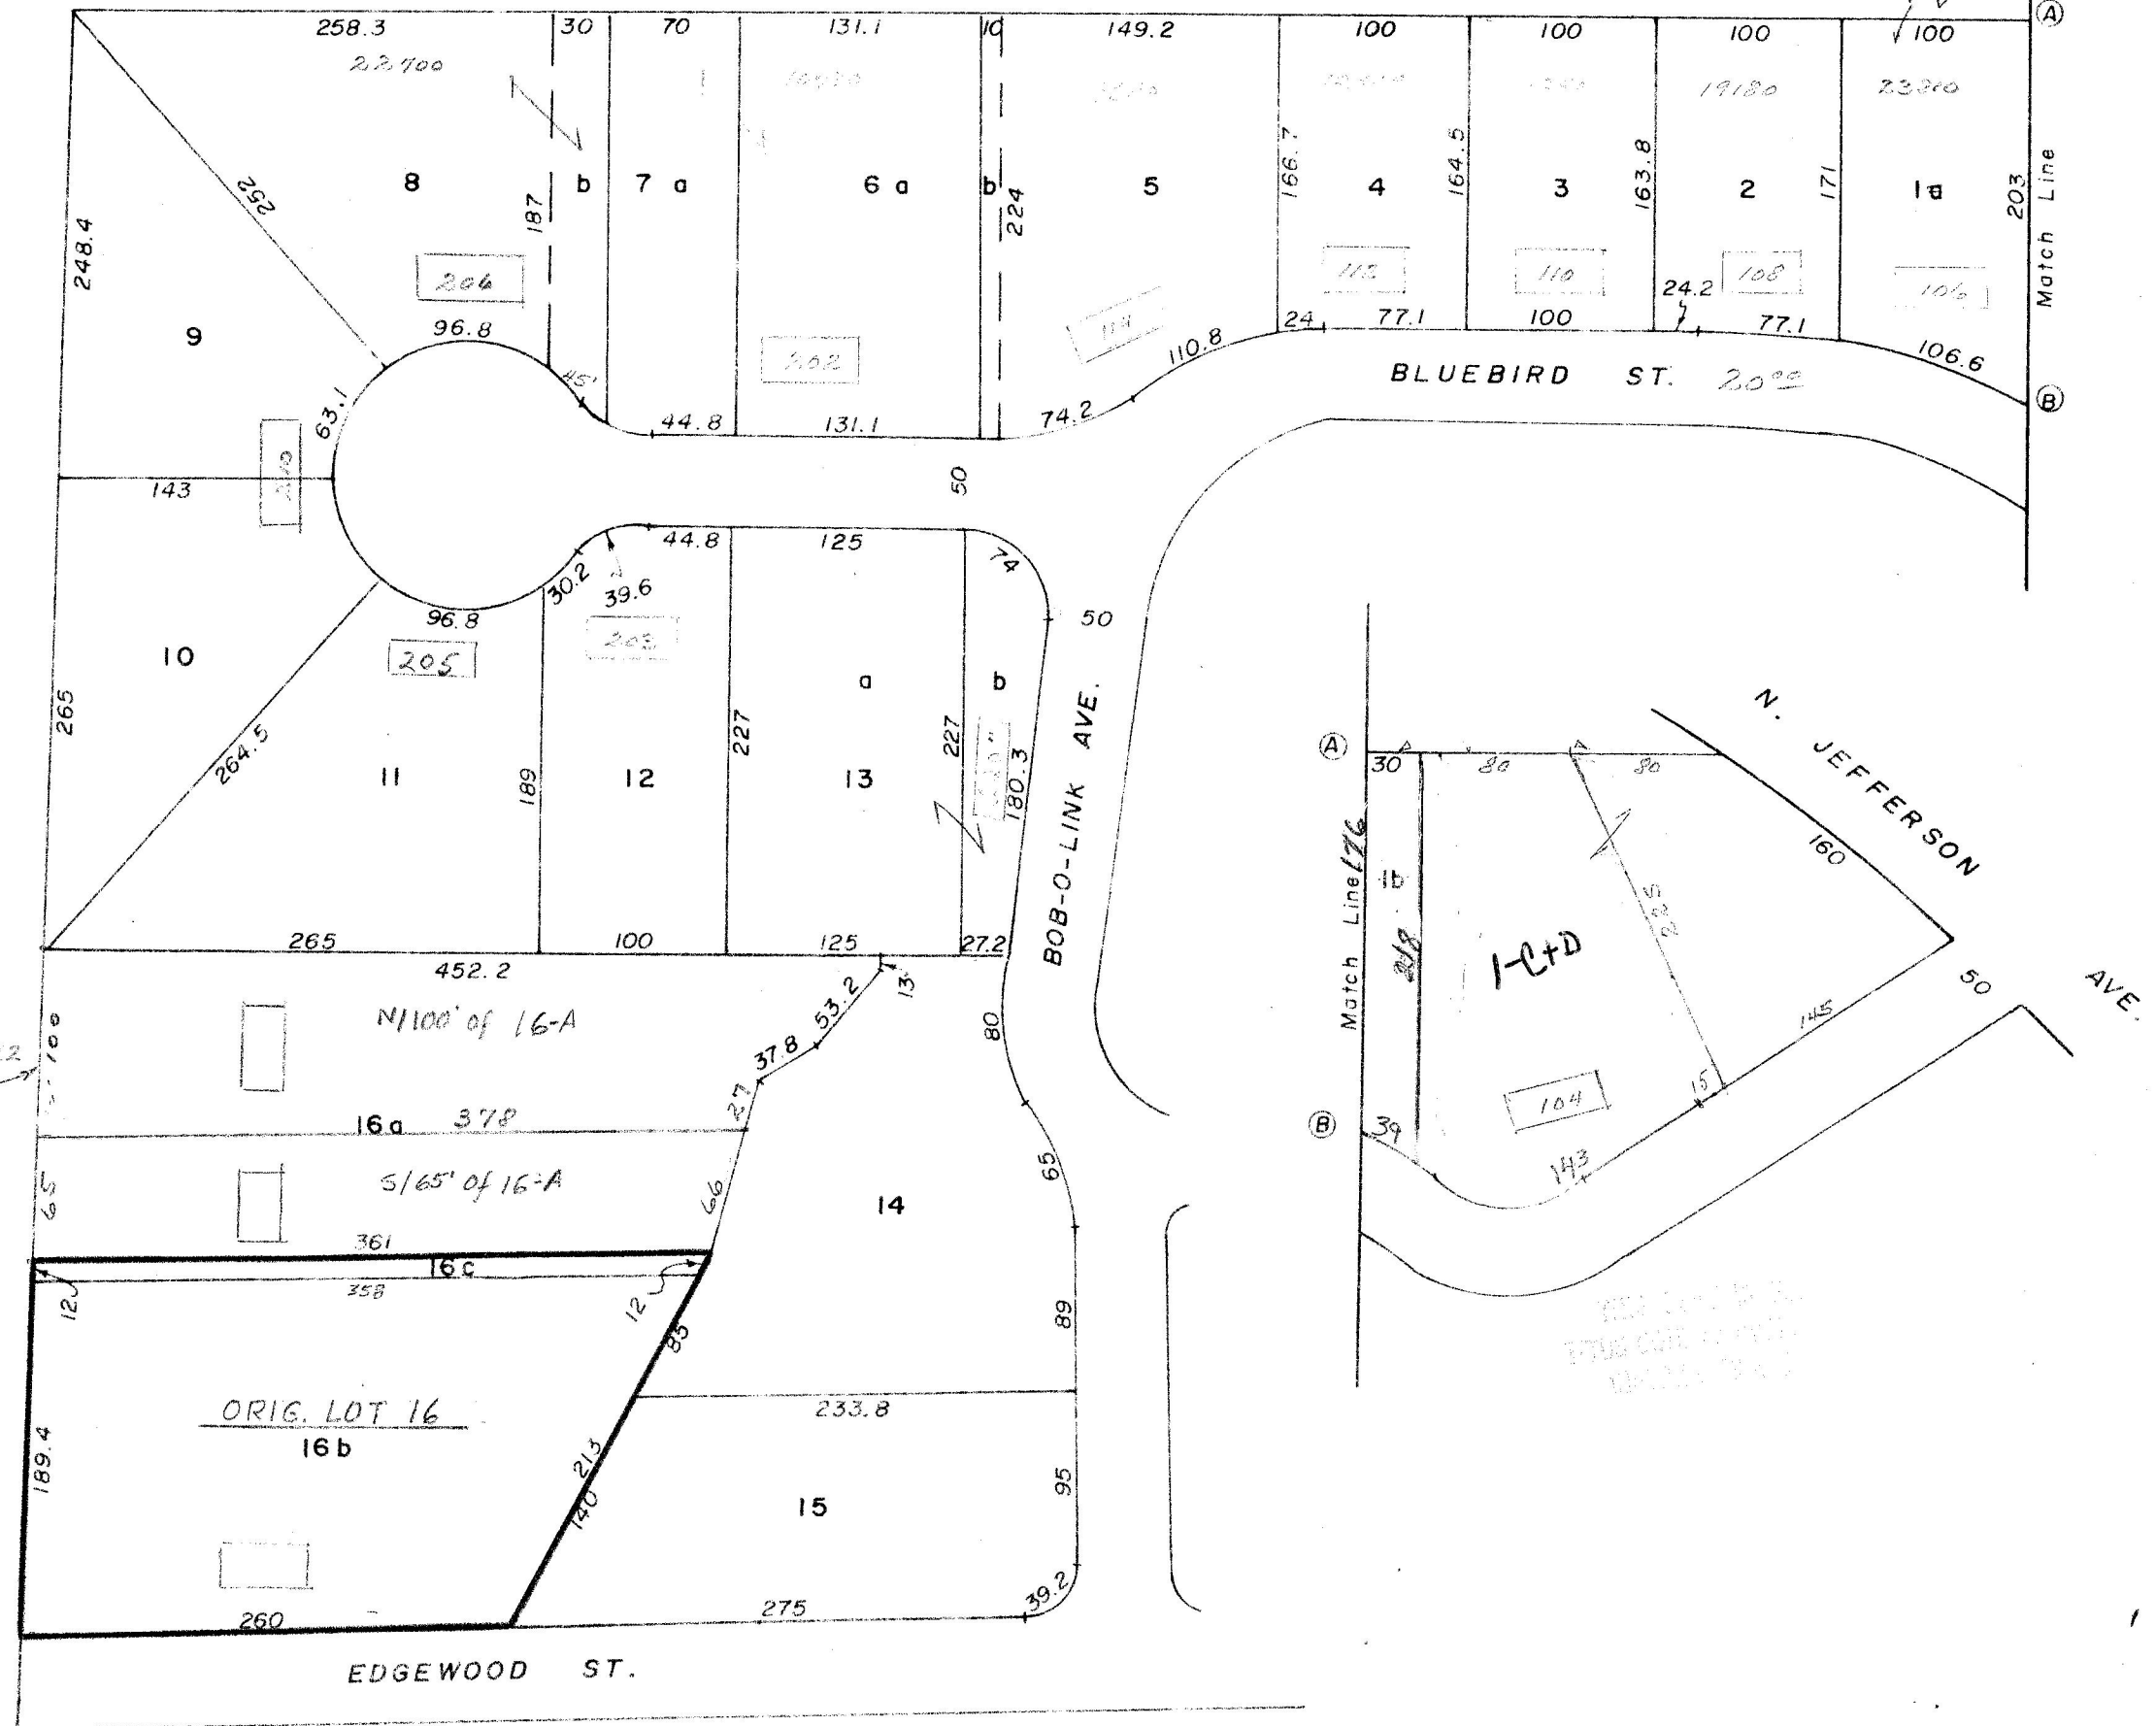 258.3 30 70 131.1 10 149.2 100 100 100 100 A
22700 19180
252 8 187 b 7 a 6 a b 224 5 166.7 4 164.5 3 163.8 2 171 1a 203 Match Line
248.4
204 112 110 108 106
9 96.8 202 114 24 77.1 100 24.2 77.1
45' 110.8 106.6
BLUEBIRD ST. 20⁰⁰ B
63.1 44.8 131.1 74.2
143 50
44.8 125 74
30.2 39.6
96.8 50
205 203
10 a b
265 264.5 11 189 12 227 13 227 180.3
BOB-O-LINK AVE.
265 100 125 27.2
452.2 13
N/100' of 16-A 53.2
100 37.8 80
16a 378 27
65 S/65' of 16-A 66 65
14
361
16c
12 358 12 85 89
ORIG. LOT 16
16b
233.8
189.4 213 140 95
15
260 275 39.2
EDGEWOOD ST.
N. JEFFERSON AVE.
A 30 80 80
160
Match Line 176 1b 218 1-C+D 225
50
145
104 15
B 39 143